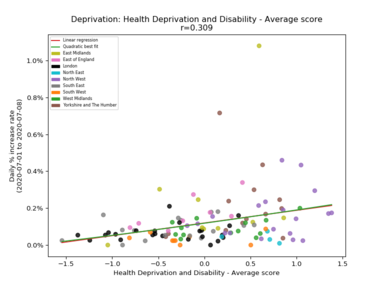 Deprivation: Health Deprivation and Disability - Average score
r=0.309
Linear regression
Quadratic best fit
East Midlands
East of England
London
North East
North West
South East
South West
West Midlands
Yorkshire and The Humber
Daily % increase rate
(2020-07-01 to 2020-07-08)
1.0%
0.8%
0.6%
0.4%
0.2%
0.0%
−1.5 −1.0 −0.5 0.0 0.5 1.0 1.5
Health Deprivation and Disability - Average score